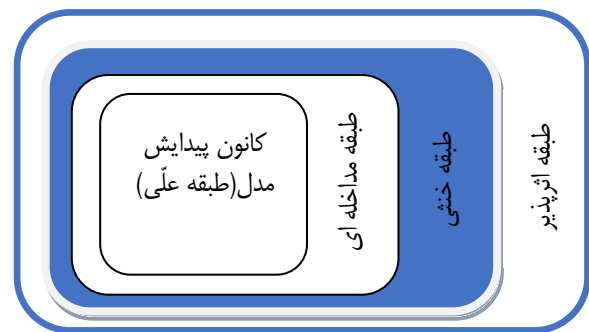 کانون پیدایش
مدل(طبقه علّی)
طبقه مداخله ای
طبقه خنثی
طبقه اثرپذیر